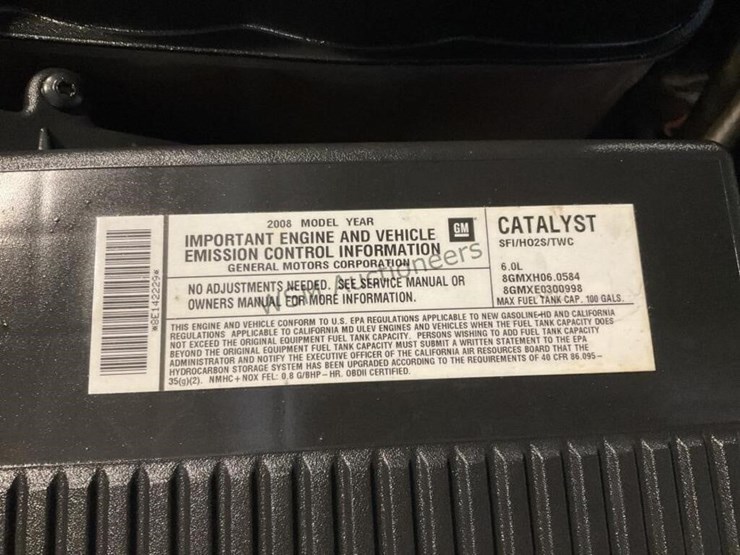 2008 MODEL YEAR
IMPORTANT ENGINE AND VEHICLE
EMISSION CONTROL INFORMATION
GENERAL MOTORS CORPORATION
GM
NO ADJUSTMENTS NEEDED. SEE SERVICE MANUAL OR
OWNERS MANUAL FOR MORE INFORMATION.
CATALYST
SFI/HO2S/TWC
6.0L
8GMXH06.0584
8GMXE0300998
MAX FUEL TANK CAP. 100 GALS.
THIS ENGINE AND VEHICLE CONFORM TO U.S. EPA REGULATIONS APPLICABLE TO NEW GASOLINE-HD AND CALIFORNIA
REGULATIONS APPLICABLE TO CALIFORNIA MD ULEV ENGINES AND VEHICLES WHEN THE FUEL TANK CAPACITY DOES
NOT EXCEED THE ORIGINAL EQUIPMENT FUEL TANK CAPACITY. PERSONS WISHING TO ADD FUEL TANK CAPACITY
BEYOND THE ORIGINAL EQUIPMENT FUEL TANK CAPACITY MUST SUBMIT A WRITTEN STATEMENT TO THE EPA
ADMINISTRATOR AND NOTIFY THE EXECUTIVE OFFICER OF THE CALIFORNIA AIR RESOURCES BOARD THAT THE
HYDROCARBON STORAGE SYSTEM HAS BEEN UPGRADED ACCORDING TO THE REQUIREMENTS OF 40 CFR 86.095-
35(g)(2). NMHC+NOX FEL: 0.8 G/BHP-HR. OBDII CERTIFIED.
*8E142229*
Auctioneers